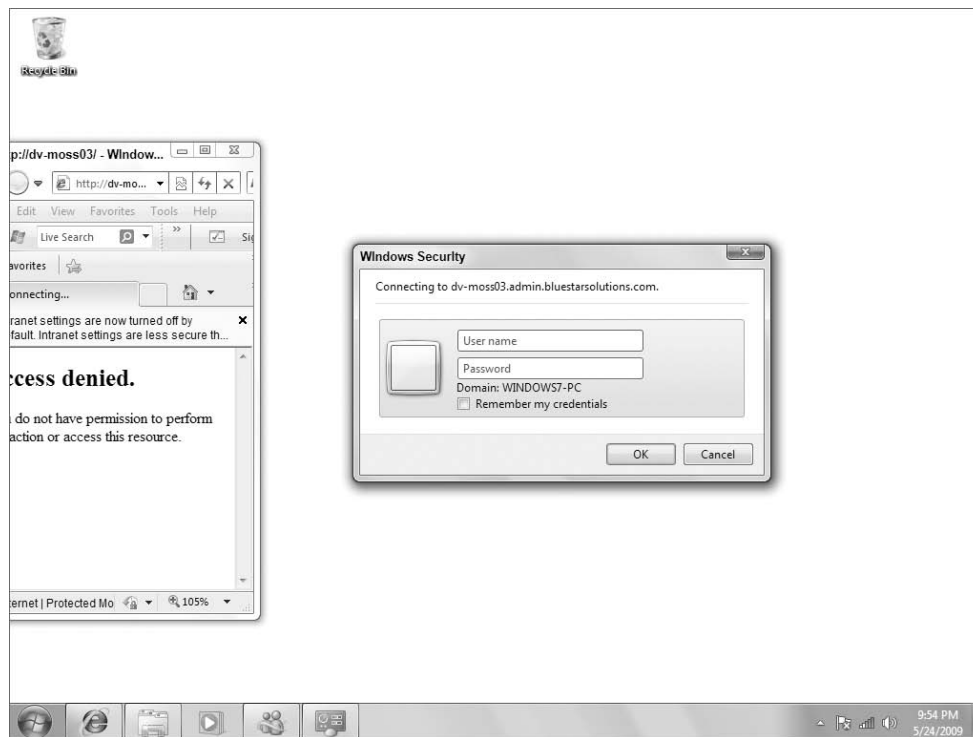 Recycle Bin
p://dv-moss03/ - WIndow...
http://dv-mo...
Edit View Favorites Tools Help
Live Search
»
Sig
avorites
onnecting...
ranet settings are now turned off by
fault. Intranet settings are less secure th...
ccess denied.
do not have permission to perform
action or access this resource.
ernet | Protected Mo
105%
WIndows SecurIty
Connecting to dv-moss03.admin.bluestarsolutions.com.
User name
Password
Domain: WINDOWS7-PC
Remember my credentials
OK
Cancel
9:54 PM
5/24/2009